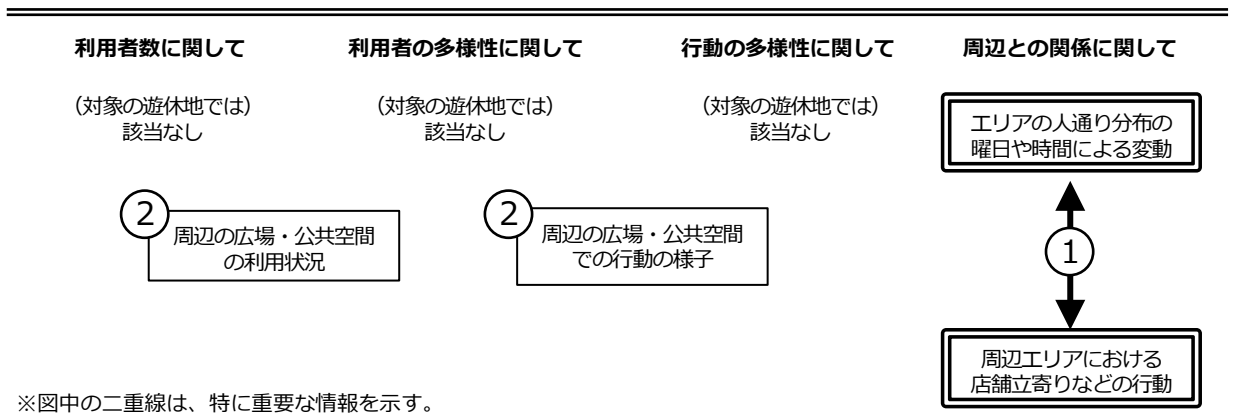 利用者数に関して
利用者の多様性に関して
行動の多様性に関して
周辺との関係に関して
（対象の遊休地では）
該当なし
（対象の遊休地では）
該当なし
（対象の遊休地では）
該当なし
エリアの人通り分布の
曜日や時間による変動
2
周辺の広場・公共空間
の利用状況
2
周辺の広場・公共空間
での行動の様子
1
周辺エリアにおける
店舗立寄りなどの行動
※図中の二重線は、特に重要な情報を示す。